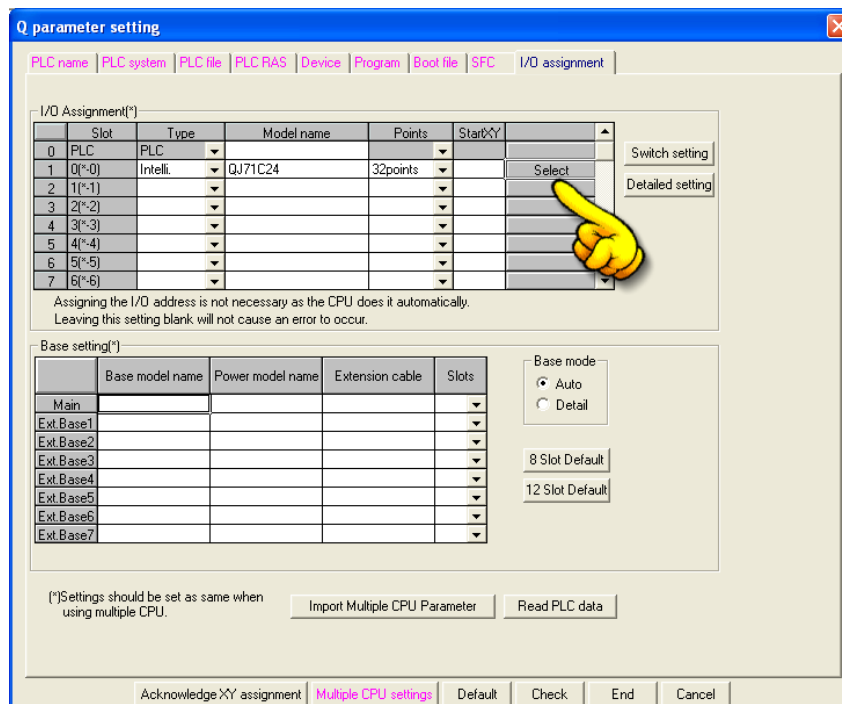 Q parameter setting
PLC name PLC system PLC file PLC RAS Device Program Boot file SFC I/O assignment
I/O Assignment(*)
Slot Type Model name Points StartXY
0 PLC PLC
1 0(*-0) Intelli. QJ71C24 32points Select
2 1(*-1)
3 2(*-2)
4 3(*-3)
5 4(*-4)
6 5(*-5)
7 6(*-6)
Switch setting
Detailed setting
Assigning the I/O address is not necessary as the CPU does it automatically.
Leaving this setting blank will not cause an error to occur.
Base setting(*)
Base model name Power model name Extension cable Slots
Main
Ext.Base1
Ext.Base2
Ext.Base3
Ext.Base4
Ext.Base5
Ext.Base6
Ext.Base7
Base mode
Auto
Detail
8 Slot Default
12 Slot Default
(*)Settings should be set as same when
using multiple CPU.
Import Multiple CPU Parameter Read PLC data
Acknowledge XY assignment Multiple CPU settings Default Check End Cancel